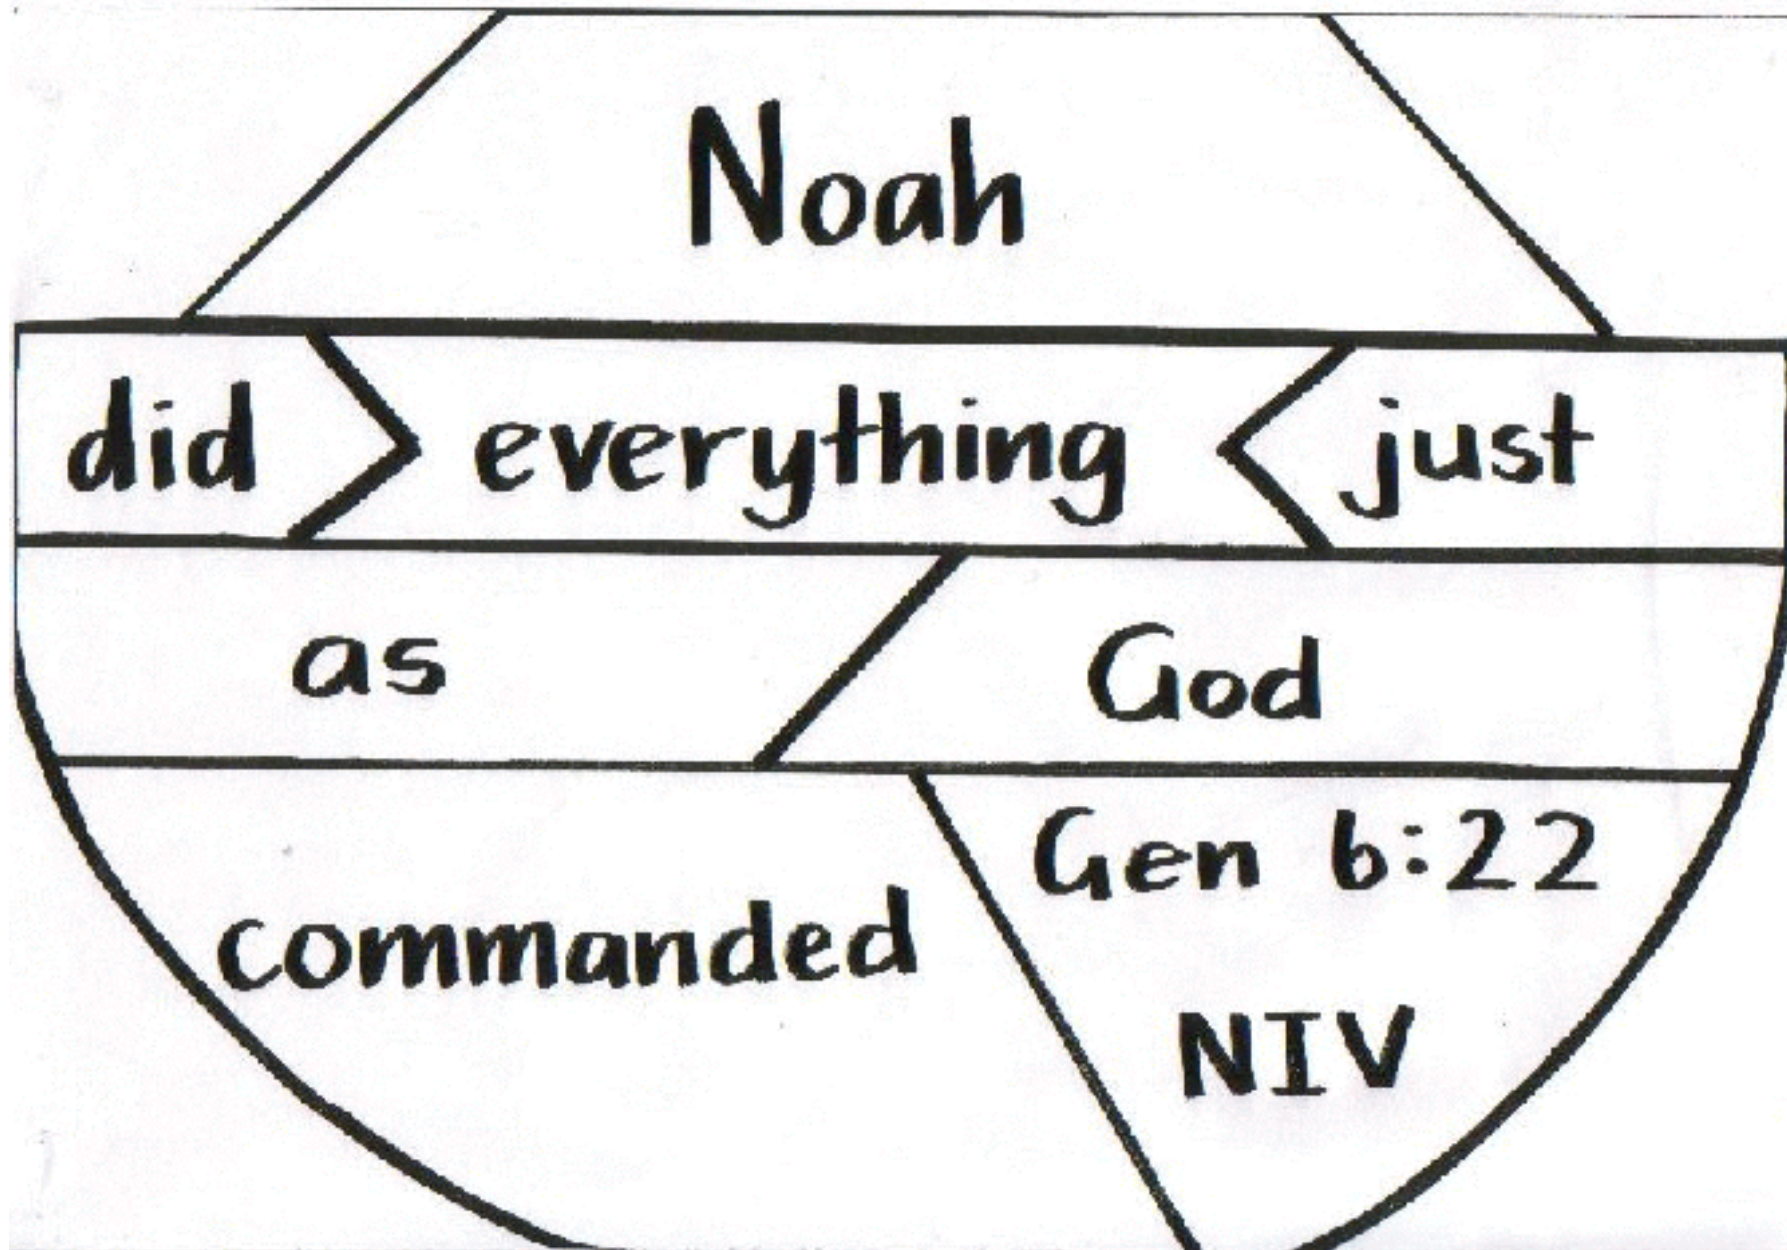 Noah
did everything just
as God
commanded
Gen 6:22
NIV